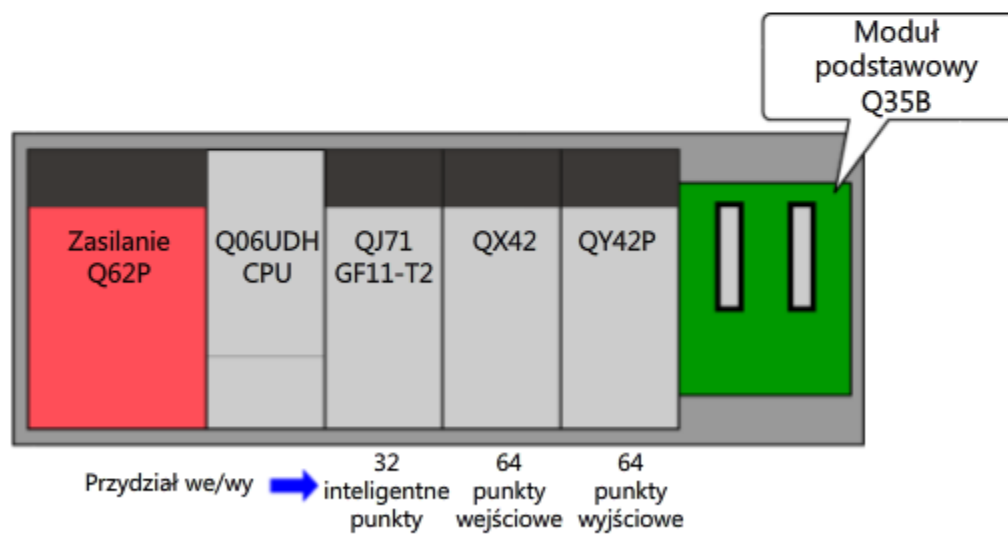 Moduł
podstawowy
Q35B
Zasilanie
Q62P
Q06UDH
CPU
QJ71
GF11-T2
QX42
QY42P
Przydział we/wy
32
inteligentne
punkty
64
punkty
wejściowe
64
punkty
wyjściowe